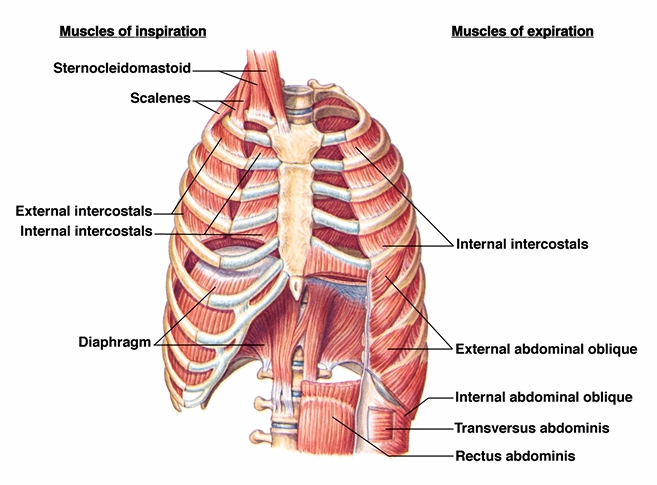 Muscles of inspiration
Muscles of expiration
Sternocleidomastoid
Scalenes
External intercostals
Internal intercostals
Diaphragm
Internal intercostals
External abdominal oblique
Internal abdominal oblique
Transversus abdominis
Rectus abdominis